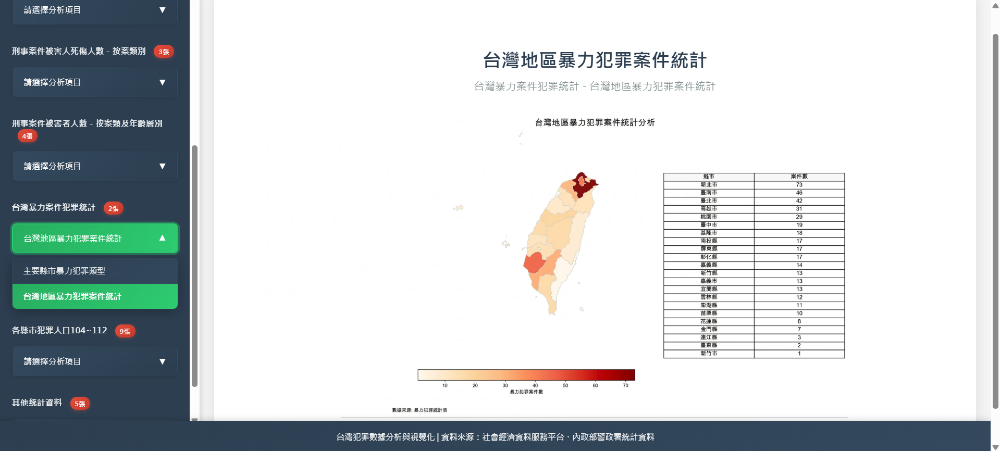 請選擇分析項目 ▼
刑事案件被害人死傷人數 - 按案類別 3張
請選擇分析項目 ▼
刑事案件被害者人數 - 按案類及年齡層別
4張
請選擇分析項目 ▼
台灣暴力案件犯罪統計 2張
台灣地區暴力犯罪案件統計 ▲
主要縣市暴力犯罪類型
台灣地區暴力犯罪案件統計
各縣市犯罪人口104~112 9張
請選擇分析項目 ▼
其他統計資料 5張
台灣地區暴力犯罪案件統計
台灣暴力案件犯罪統計 - 台灣地區暴力犯罪案件統計
台灣地區暴力犯罪案件統計分析
縣市 案件數
新北市 73
臺南市 46
臺北市 42
高雄市 31
桃園市 29
臺中市 19
基隆市 18
南投縣 17
屏東縣 17
彰化縣 17
嘉義縣 14
新竹縣 13
嘉義市 13
宜蘭縣 13
雲林縣 12
澎湖縣 11
苗栗縣 10
花蓮縣 8
金門縣 7
連江縣 3
臺東縣 2
新竹市 1
10 20 30 40 50 60 70
暴力犯罪案件數
數據來源: 暴力犯罪統計表
台灣犯罪數據分析與視覺化 | 資料來源：社會經濟資料服務平台、內政部警政署統計資料